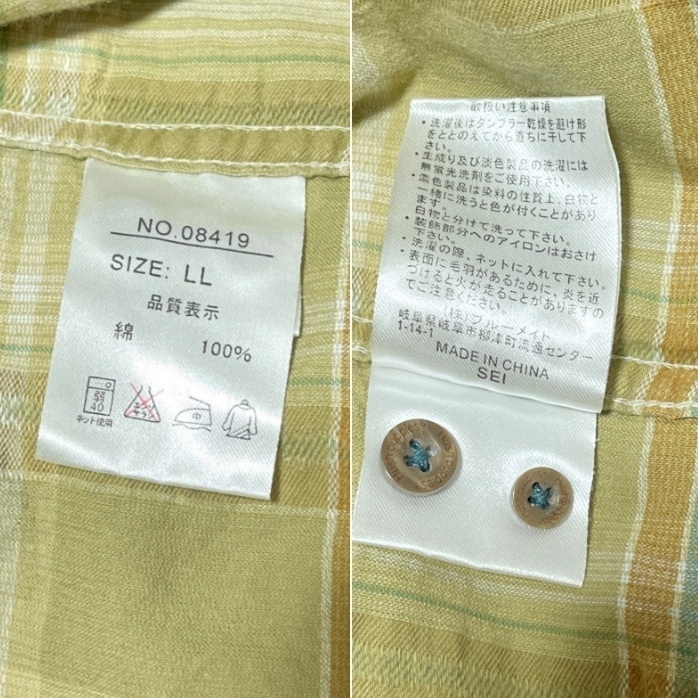 NO.08419
SIZE: LL
品質表示
綿 100%
弱
40
エンソ
サラシ
中
ネット使用
取扱い注意事項
・洗濯後はタンブラー乾燥を避け形
をととのえてから直ちに干して下
さい。
・生成り及び淡色製品の洗濯には
無蛍光洗剤をご使用下さい。
・濃色製品は染料の性質上、白物と
一緒に洗うと色が付くことがあり
ます。
白物と分けて洗って下さい。
・装飾部分へのアイロンはおさけ
下さい。
・洗濯の際、ネットに入れて下さい。
・表面に毛羽があるために、炎を近
づけると火が走ることがありますの
でご注意ください。
(株)ブルーメイト
岐阜県岐阜市柳津町流通センター
1-14-1
MADE IN CHINA
SEI